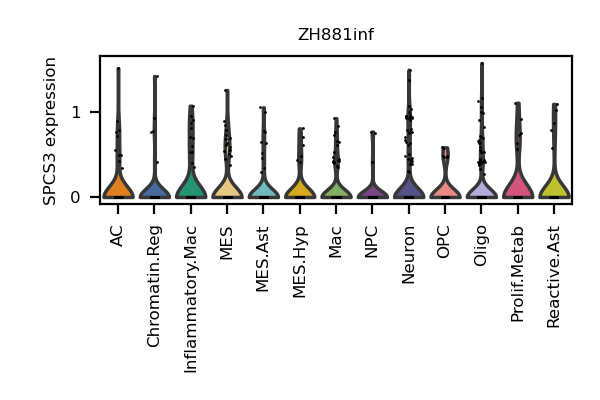 ZH881inf
SPCS3 expression
1
0
AC
Chromatin.Reg
Inflammatory.Mac
MES
MES.Ast
MES.Hyp
Mac
NPC
Neuron
OPC
Oligo
Prolif.Metab
Reactive.Ast